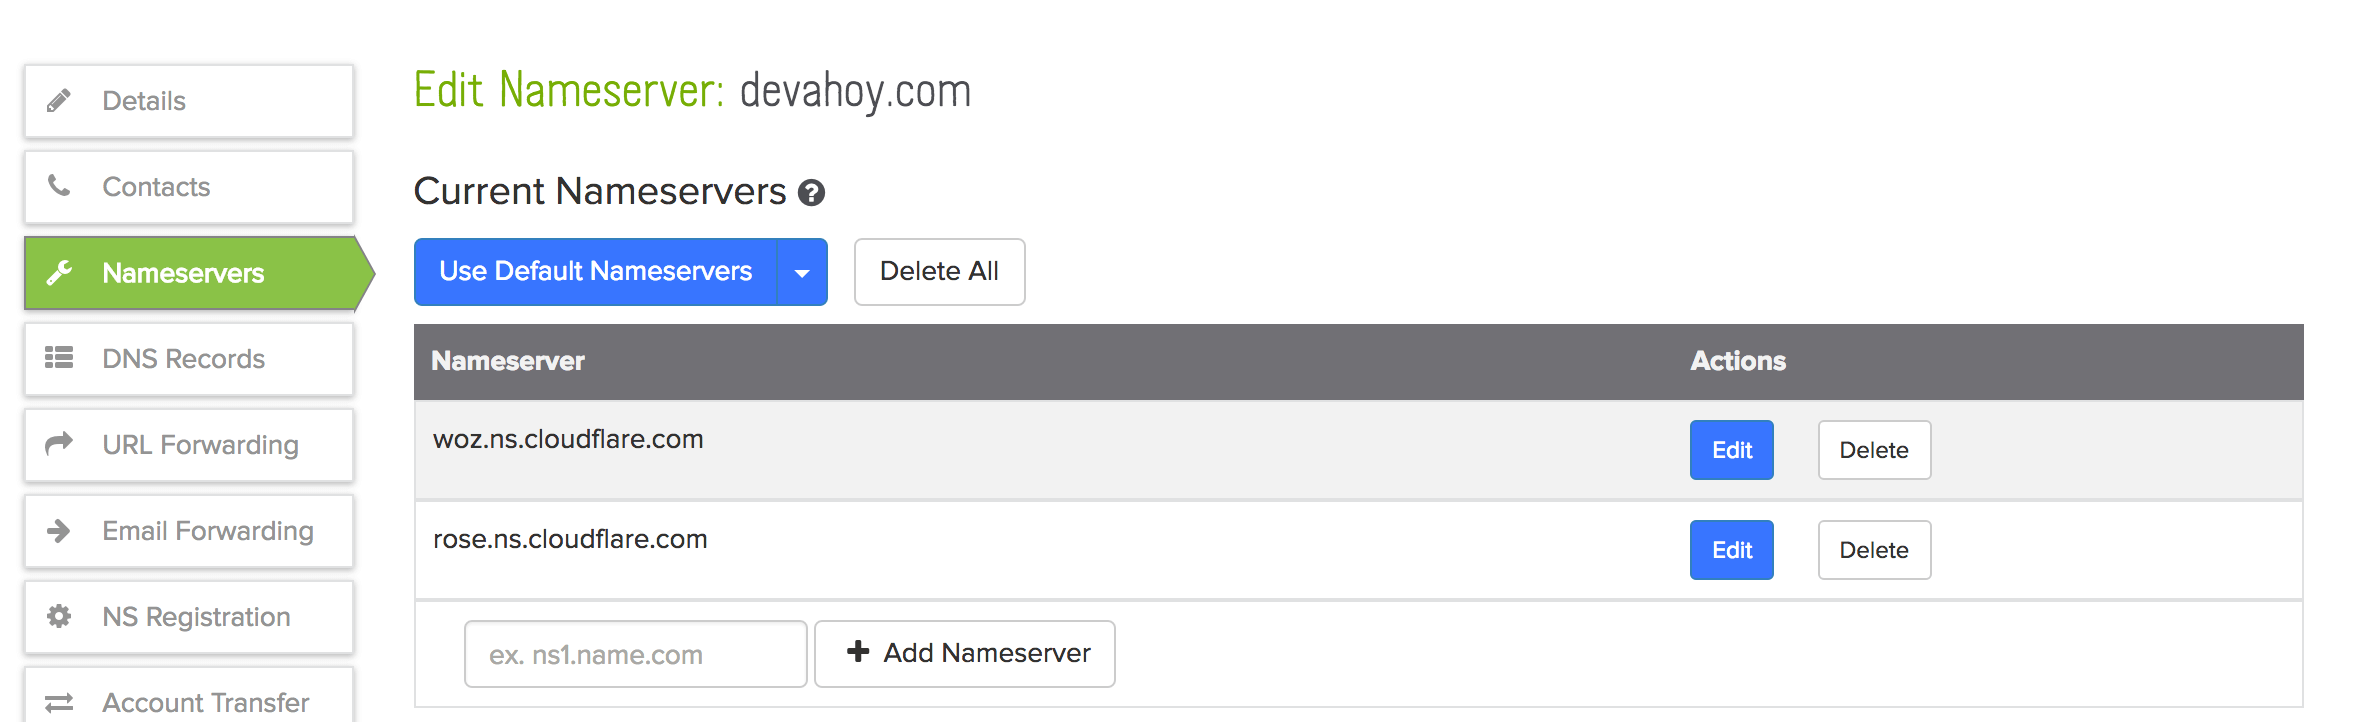 Details
Contacts
Nameservers
DNS Records
URL Forwarding
Email Forwarding
NS Registration
Account Transfer
Edit Nameserver: devahoy.com
Current Nameservers ?
Use Default Nameservers
Delete All
Nameserver Actions
woz.ns.cloudflare.com Edit Delete
rose.ns.cloudflare.com Edit Delete
ex. ns1.name.com + Add Nameserver